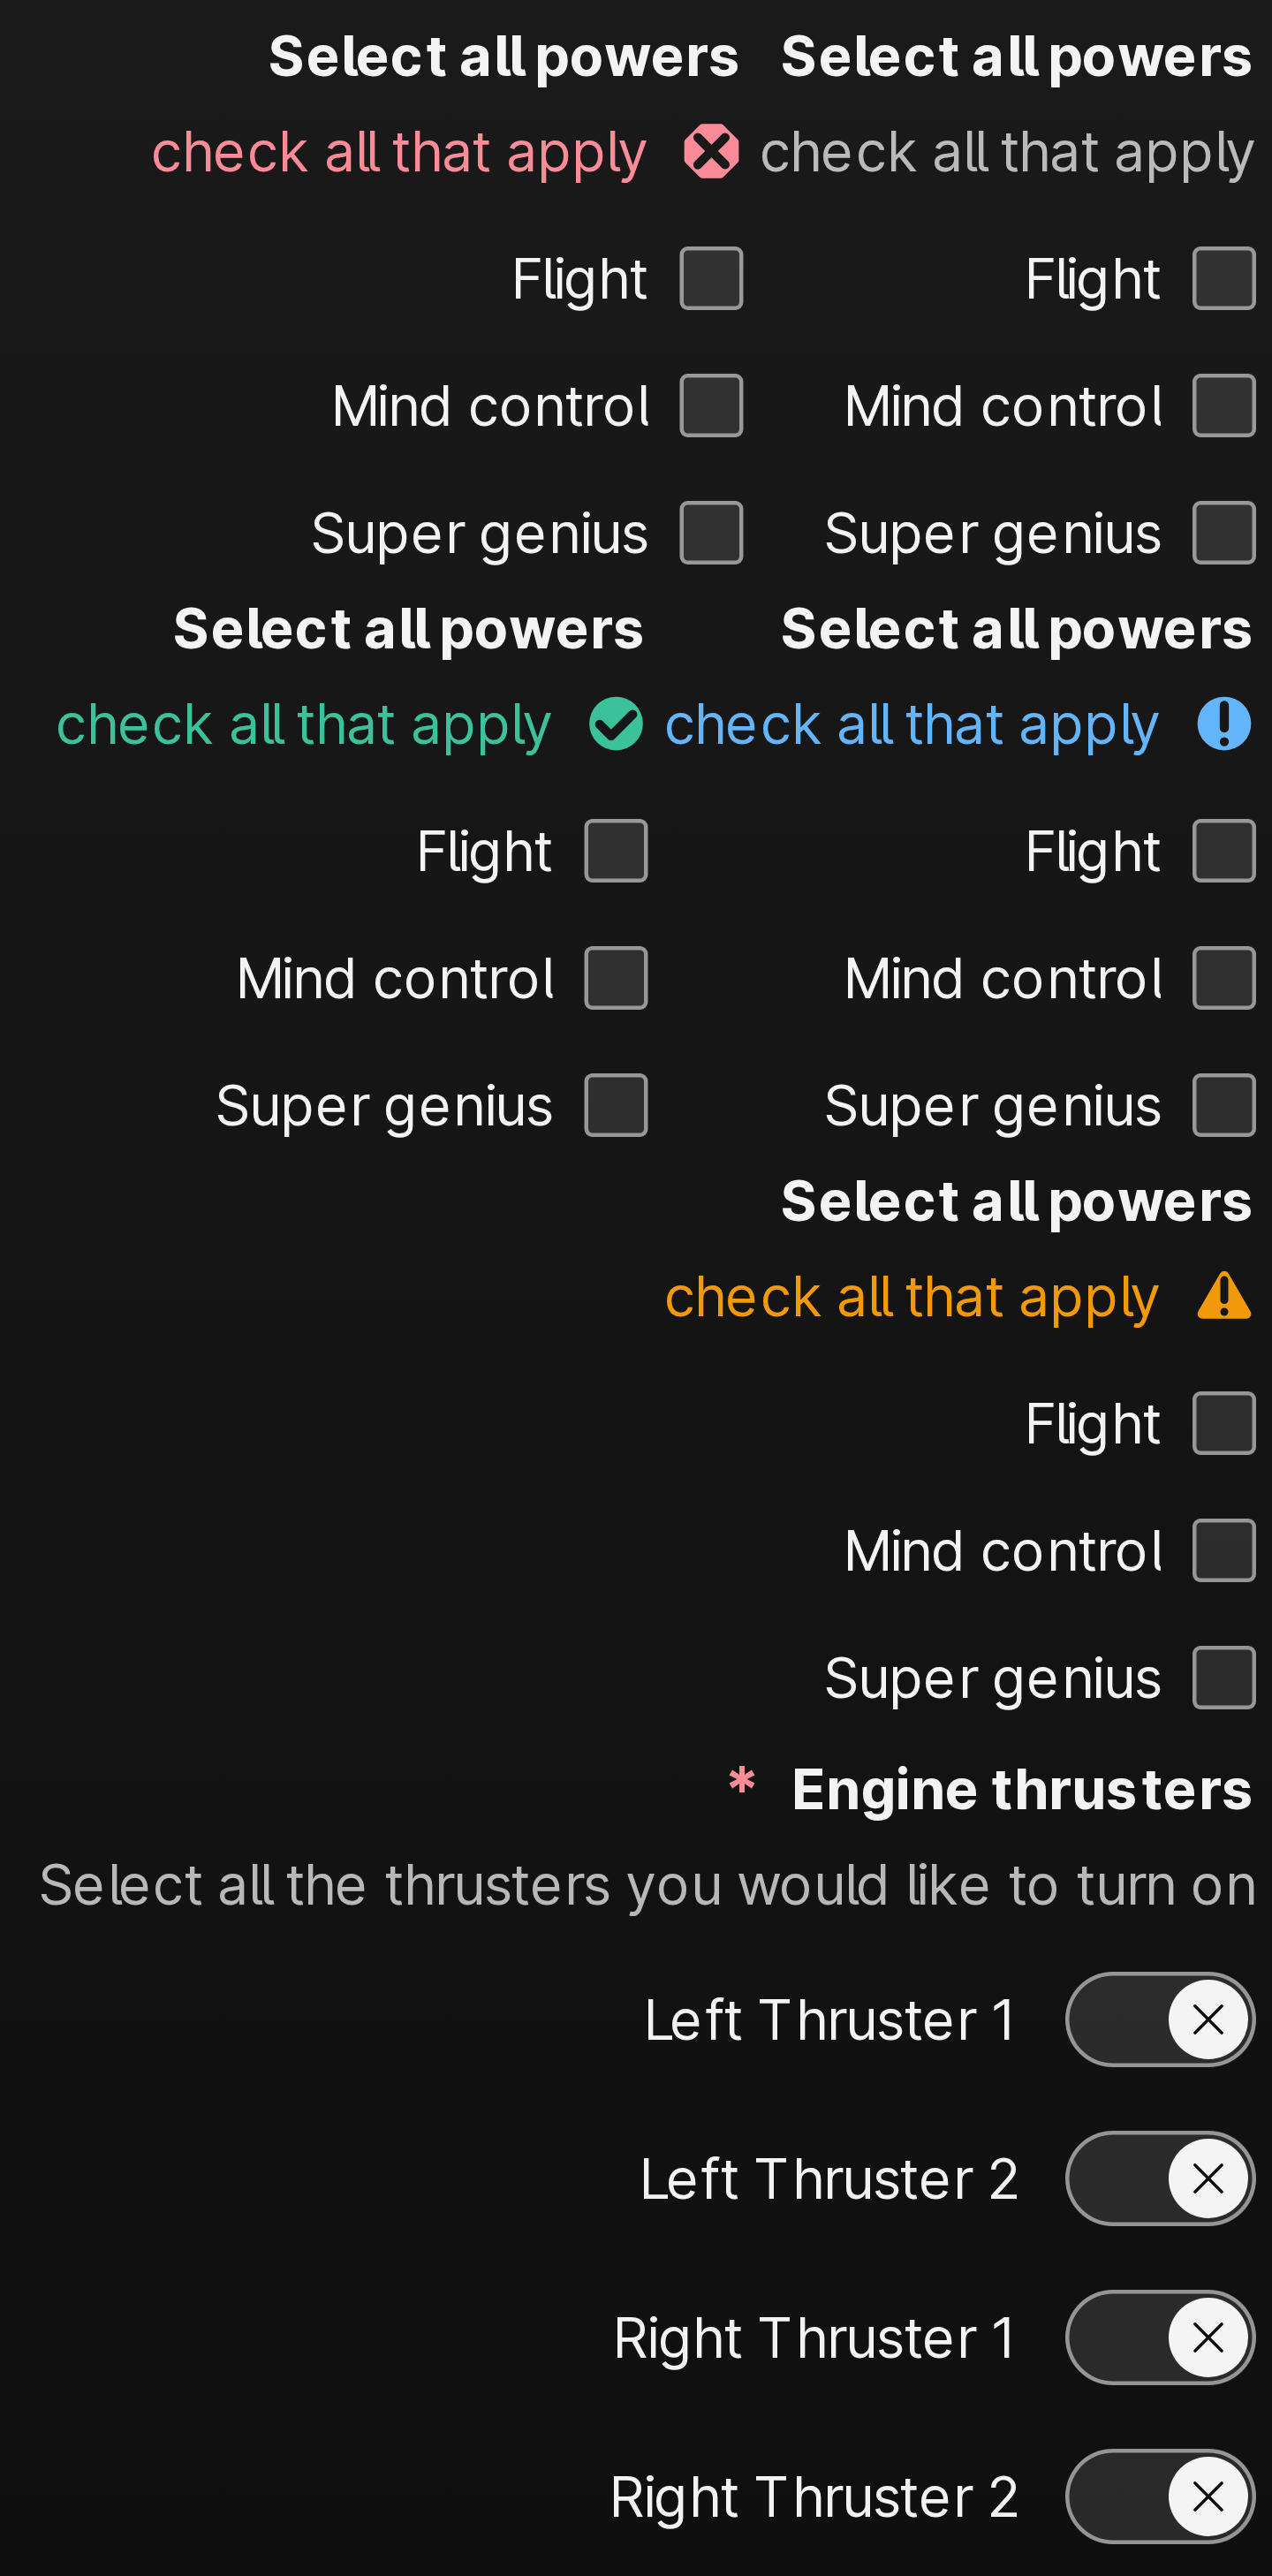 Select all powers
check all that apply
Flight
Mind control
Super genius
Select all powers
check all that apply
Flight
Mind control
Super genius
Select all powers
check all that apply
Flight
Mind control
Super genius
Select all powers
check all that apply
Flight
Mind control
Super genius
Select all powers
check all that apply
Flight
Mind control
Super genius
* Engine thrusters
Select all the thrusters you would like to turn on
Left Thruster 1
Left Thruster 2
Right Thruster 1
Right Thruster 2